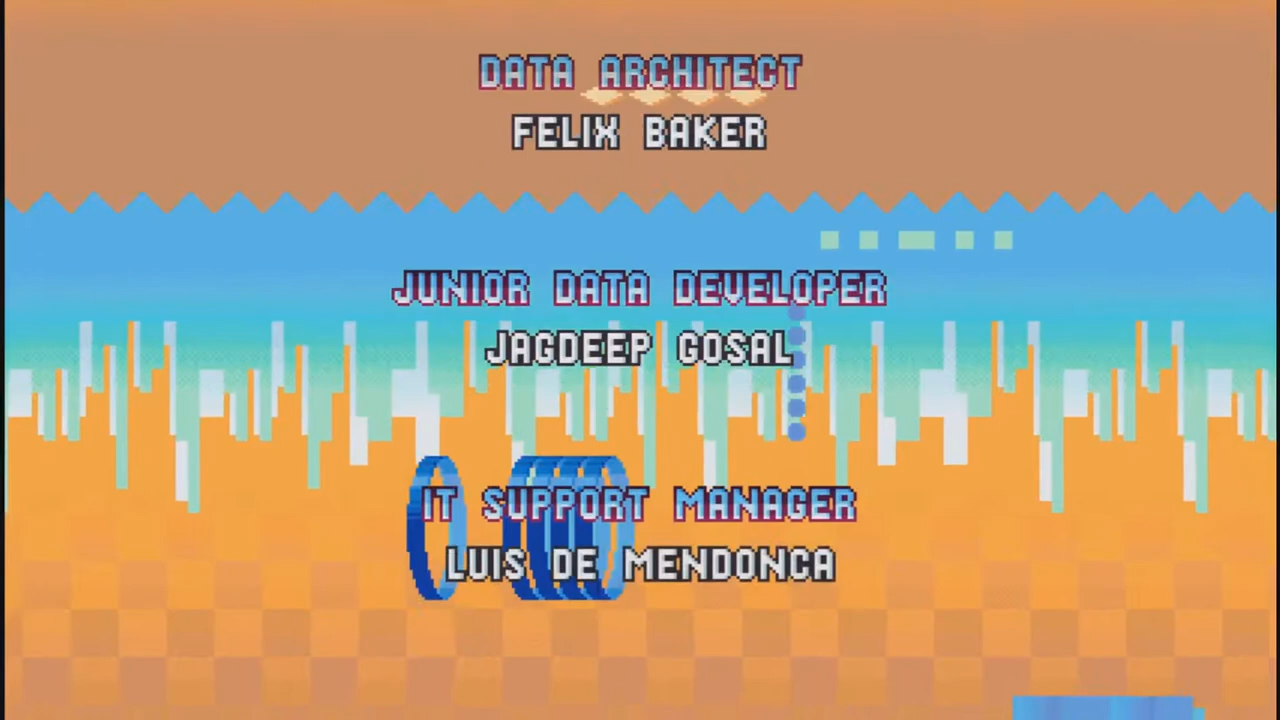 DATA ARCHITECT
FELIX BAKER
JUNIOR DATA DEVELOPER
JAGDEEP GOSAL
IT SUPPORT MANAGER
LUIS DE MENDONCA